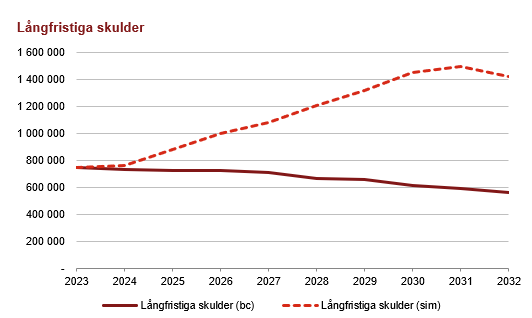 Långfristiga skulder
1 600 000
1 400 000
1 200 000
1 000 000
800 000
600 000
400 000
200 000
-
2023 2024 2025 2026 2027 2028 2029 2030 2031 2032
Långfristiga skulder (bc) Långfristiga skulder (sim)